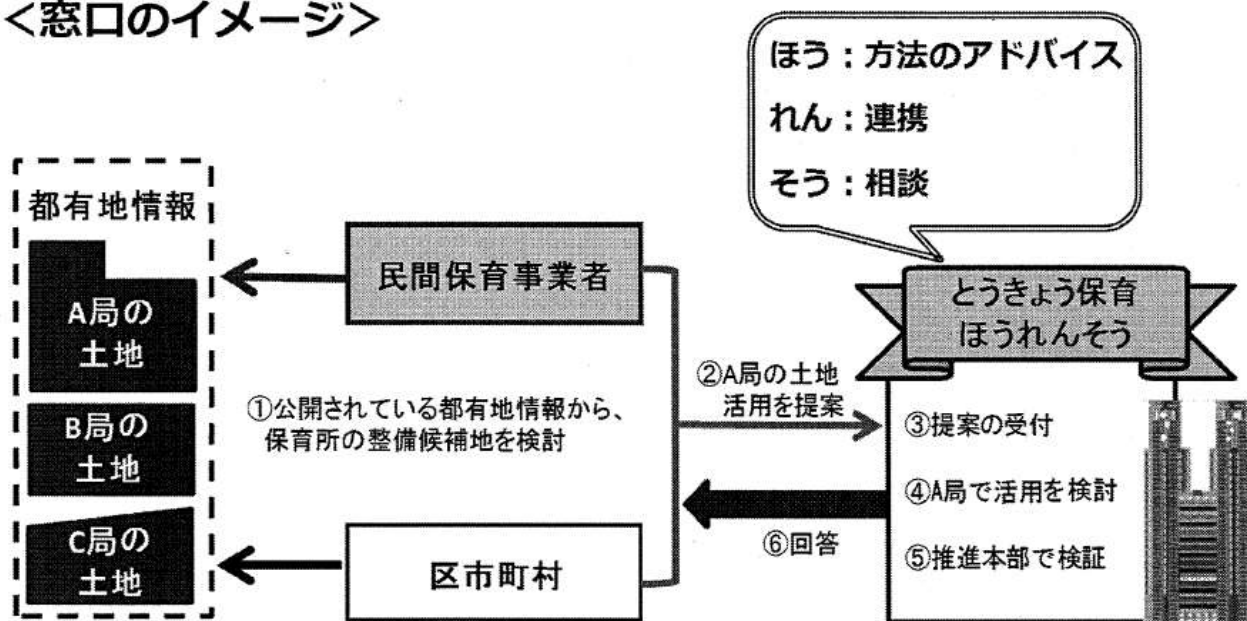 <窓口のイメージ>
ほう：方法のアドバイス
れん：連携
そう：相談
都有地情報
A局の
土地
B局の
土地
C局の
土地
民間保育事業者
①公開されている都有地情報から、
保育所の整備候補地を検討
区市町村
②A局の土地
活用を提案
⑥回答
とうきょう保育
ほうれんそう
③提案の受付
④A局で活用を検討
⑤推進本部で検証